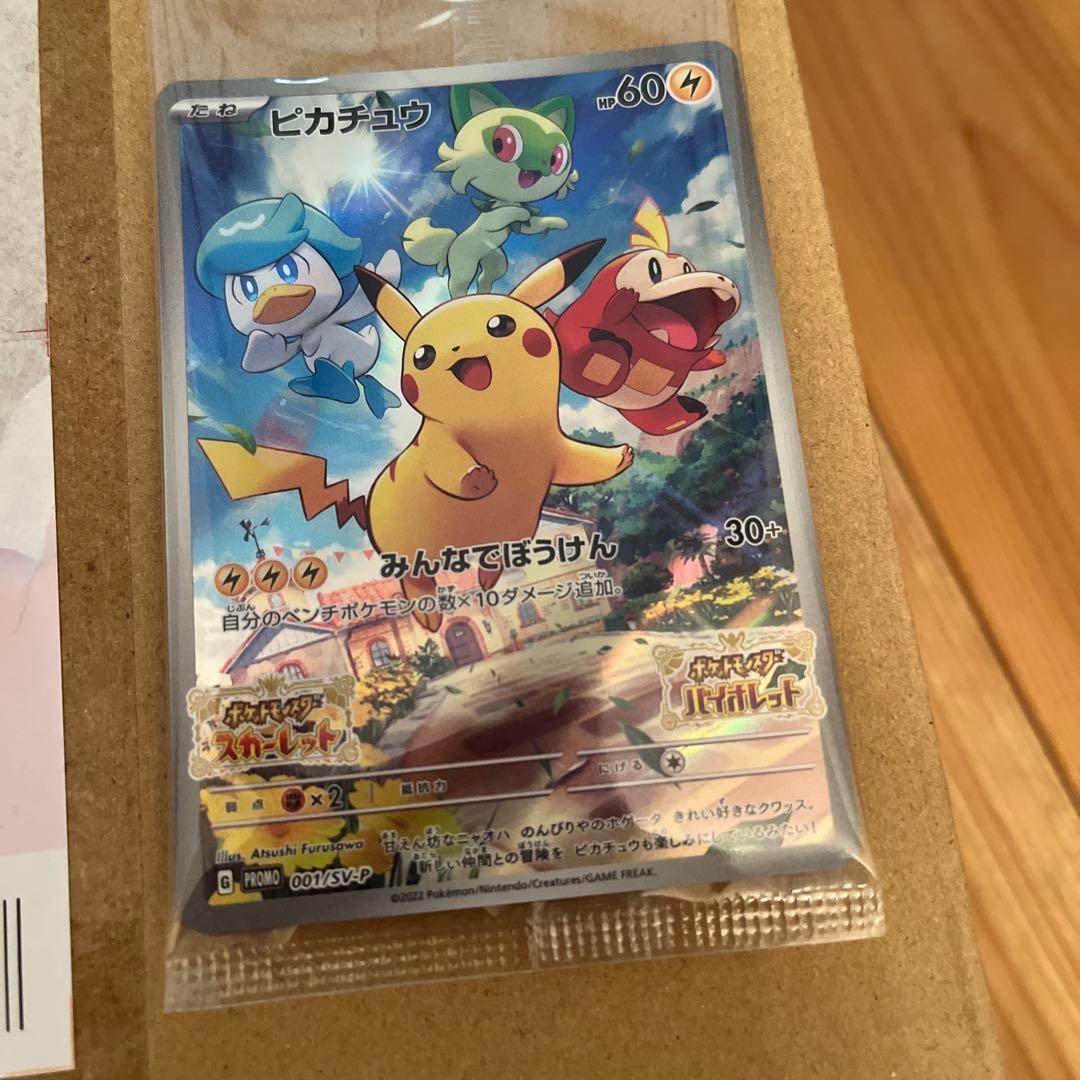 たね ピカチュウ HP60
みんなでぼうけん 30+
自分のベンチポケモンの数×10ダメージ追加。
ポケットモンスター
バイオレット
ポケットモンスター
スカーレット
にげる
弱点 ×2 抵抗力
甘えん坊なニャオハ のんびりやのホゲータ きれい好きなクワッス。
新しい仲間との冒険を ピカチュウも楽しみにしているみたい!
Illus. Atsushi Furusawa
G PROMO 001/SV-P
©2022 Pokémon/Nintendo/Creatures/GAME FREAK.